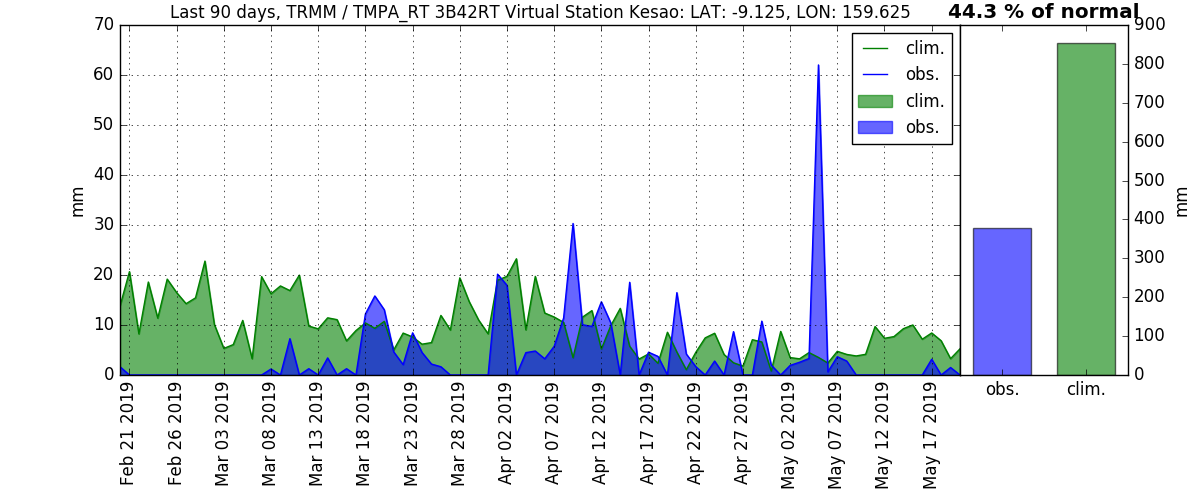 Last 90 days, TRMM / TMPA_RT 3B42RT Virtual Station Kesao: LAT: -9.125, LON: 159.625
44.3 % of normal
70
60
50
40
30
20
10
0
mm
clim.
obs.
clim.
obs.
Feb 21 2019
Feb 26 2019
Mar 03 2019
Mar 08 2019
Mar 13 2019
Mar 18 2019
Mar 23 2019
Mar 28 2019
Apr 02 2019
Apr 07 2019
Apr 12 2019
Apr 17 2019
Apr 22 2019
Apr 27 2019
May 02 2019
May 07 2019
May 12 2019
May 17 2019
900
800
700
600
500
400
300
200
100
0
mm
obs.
clim.